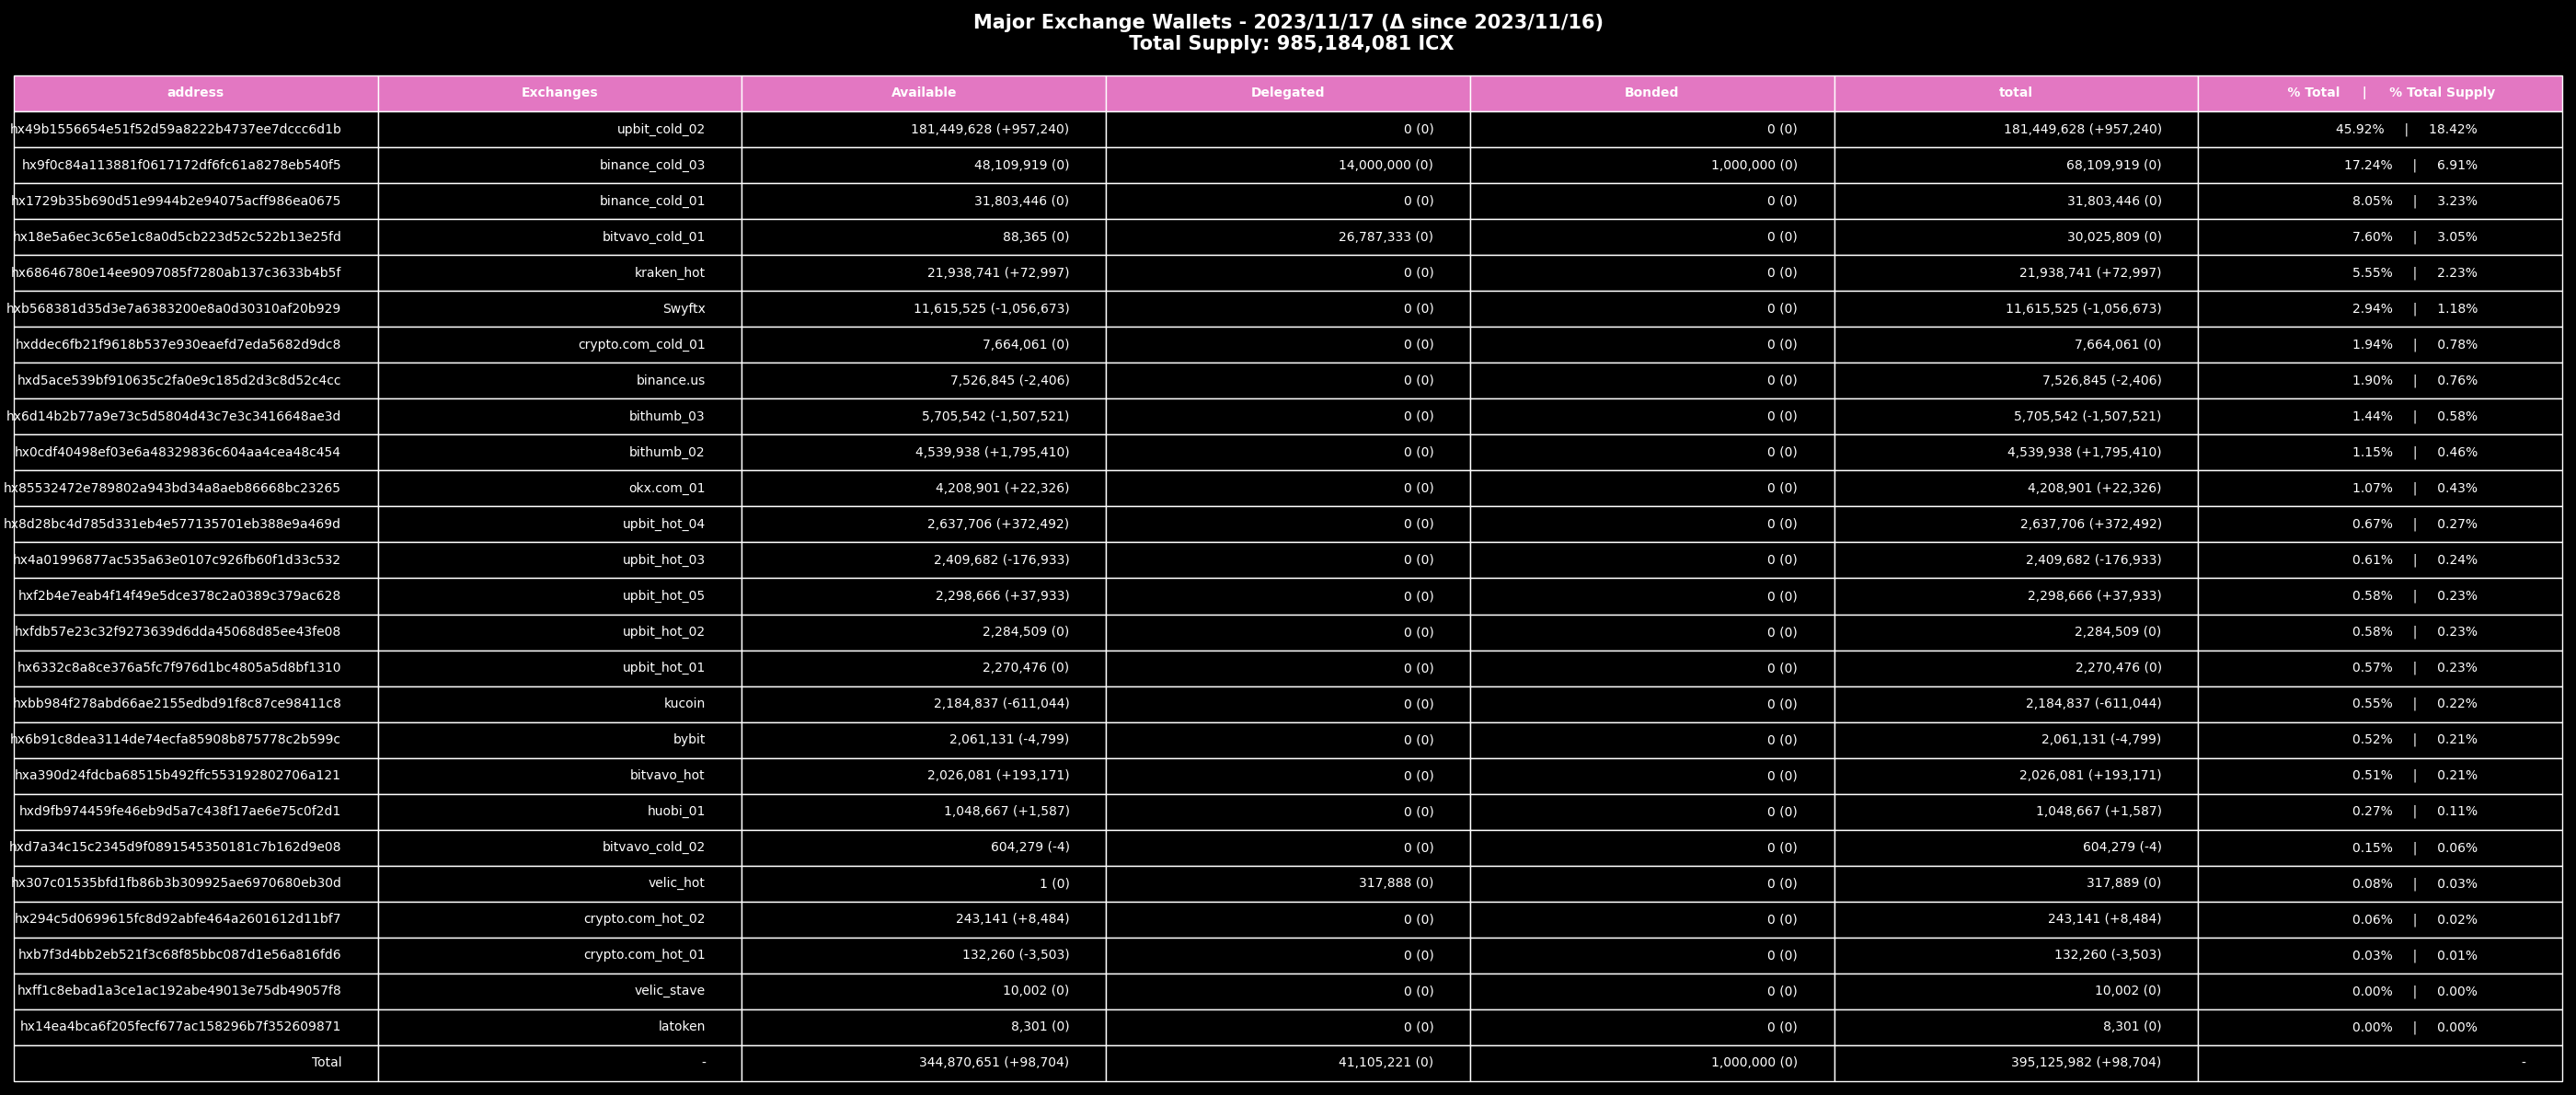 Major Exchange Wallets - 2023/11/17 (Δ since 2023/11/16)
Total Supply: 985,184,081 ICX
address Exchanges Available Delegated Bonded total % Total | % Total Supply
hx49b1556654e51f52d59a8222b4737ee7dccc6d1b upbit_cold_02 181,449,628 (+957,240) 0 (0) 0 (0) 181,449,628 (+957,240) 45.92% | 18.42%
hx9f0c84a113881f0617172df6fc61a8278eb540f5 binance_cold_03 48,109,919 (0) 14,000,000 (0) 1,000,000 (0) 68,109,919 (0) 17.24% | 6.91%
hx1729b35b690d51e9944b2e94075acff986ea0675 binance_cold_01 31,803,446 (0) 0 (0) 0 (0) 31,803,446 (0) 8.05% | 3.23%
hx18e5a6ec3c65e1c8a0d5cb223d52c522b13e25fd bitvavo_cold_01 88,365 (0) 26,787,333 (0) 0 (0) 30,025,809 (0) 7.60% | 3.05%
hx68646780e14ee9097085f7280ab137c3633b4b5f kraken_hot 21,938,741 (+72,997) 0 (0) 0 (0) 21,938,741 (+72,997) 5.55% | 2.23%
hxb568381d35d3e7a6383200e8a0d30310af20b929 Swyftx 11,615,525 (-1,056,673) 0 (0) 0 (0) 11,615,525 (-1,056,673) 2.94% | 1.18%
hxddec6fb21f9618b537e930eaefd7eda5682d9dc8 crypto.com_cold_01 7,664,061 (0) 0 (0) 0 (0) 7,664,061 (0) 1.94% | 0.78%
hxd5ace539bf910635c2fa0e9c185d2d3c8d52c4cc binance.us 7,526,845 (-2,406) 0 (0) 0 (0) 7,526,845 (-2,406) 1.90% | 0.76%
hx6d14b2b77a9e73c5d5804d43c7e3c3416648ae3d bithumb_03 5,705,542 (-1,507,521) 0 (0) 0 (0) 5,705,542 (-1,507,521) 1.44% | 0.58%
hx0cdf40498ef03e6a48329836c604aa4cea48c454 bithumb_02 4,539,938 (+1,795,410) 0 (0) 0 (0) 4,539,938 (+1,795,410) 1.15% | 0.46%
hx85532472e789802a943bd34a8aeb86668bc23265 okx.com_01 4,208,901 (+22,326) 0 (0) 0 (0) 4,208,901 (+22,326) 1.07% | 0.43%
hx8d28bc4d785d331eb4e577135701eb388e9a469d upbit_hot_04 2,637,706 (+372,492) 0 (0) 0 (0) 2,637,706 (+372,492) 0.67% | 0.27%
hx4a01996877ac535a63e0107c926fb60f1d33c532 upbit_hot_03 2,409,682 (-176,933) 0 (0) 0 (0) 2,409,682 (-176,933) 0.61% | 0.24%
hxf2b4e7eab4f14f49e5dce378c2a0389c379ac628 upbit_hot_05 2,298,666 (+37,933) 0 (0) 0 (0) 2,298,666 (+37,933) 0.58% | 0.23%
hxfdb57e23c32f9273639d6dda45068d85ee43fe08 upbit_hot_02 2,284,509 (0) 0 (0) 0 (0) 2,284,509 (0) 0.58% | 0.23%
hx6332c8a8ce376a5fc7f976d1bc4805a5d8bf1310 upbit_hot_01 2,270,476 (0) 0 (0) 0 (0) 2,270,476 (0) 0.57% | 0.23%
hxbb984f278abd66ae2155edbd91f8c87ce98411c8 kucoin 2,184,837 (-611,044) 0 (0) 0 (0) 2,184,837 (-611,044) 0.55% | 0.22%
hx6b91c8dea3114de74ecfa85908b875778c2b599c bybit 2,061,131 (-4,799) 0 (0) 0 (0) 2,061,131 (-4,799) 0.52% | 0.21%
hxa390d24fdcba68515b492ffc553192802706a121 bitvavo_hot 2,026,081 (+193,171) 0 (0) 0 (0) 2,026,081 (+193,171) 0.51% | 0.21%
hxd9fb974459fe46eb9d5a7c438f17ae6e75c0f2d1 huobi_01 1,048,667 (+1,587) 0 (0) 0 (0) 1,048,667 (+1,587) 0.27% | 0.11%
hxd7a34c15c2345d9f0891545350181c7b162d9e08 bitvavo_cold_02 604,279 (-4) 0 (0) 0 (0) 604,279 (-4) 0.15% | 0.06%
hx307c01535bfd1fb86b3b309925ae6970680eb30d velic_hot 1 (0) 317,888 (0) 0 (0) 317,889 (0) 0.08% | 0.03%
hx294c5d0699615fc8d92abfe464a2601612d11bf7 crypto.com_hot_02 243,141 (+8,484) 0 (0) 0 (0) 243,141 (+8,484) 0.06% | 0.02%
hxb7f3d4bb2eb521f3c68f85bbc087d1e56a816fd6 crypto.com_hot_01 132,260 (-3,503) 0 (0) 0 (0) 132,260 (-3,503) 0.03% | 0.01%
hxff1c8ebad1a3ce1ac192abe49013e75db49057f8 velic_stave 10,002 (0) 0 (0) 0 (0) 10,002 (0) 0.00% | 0.00%
hx14ea4bca6f205fecf677ac158296b7f352609871 latoken 8,301 (0) 0 (0) 0 (0) 8,301 (0) 0.00% | 0.00%
Total - 344,870,651 (+98,704) 41,105,221 (0) 1,000,000 (0) 395,125,982 (+98,704) -